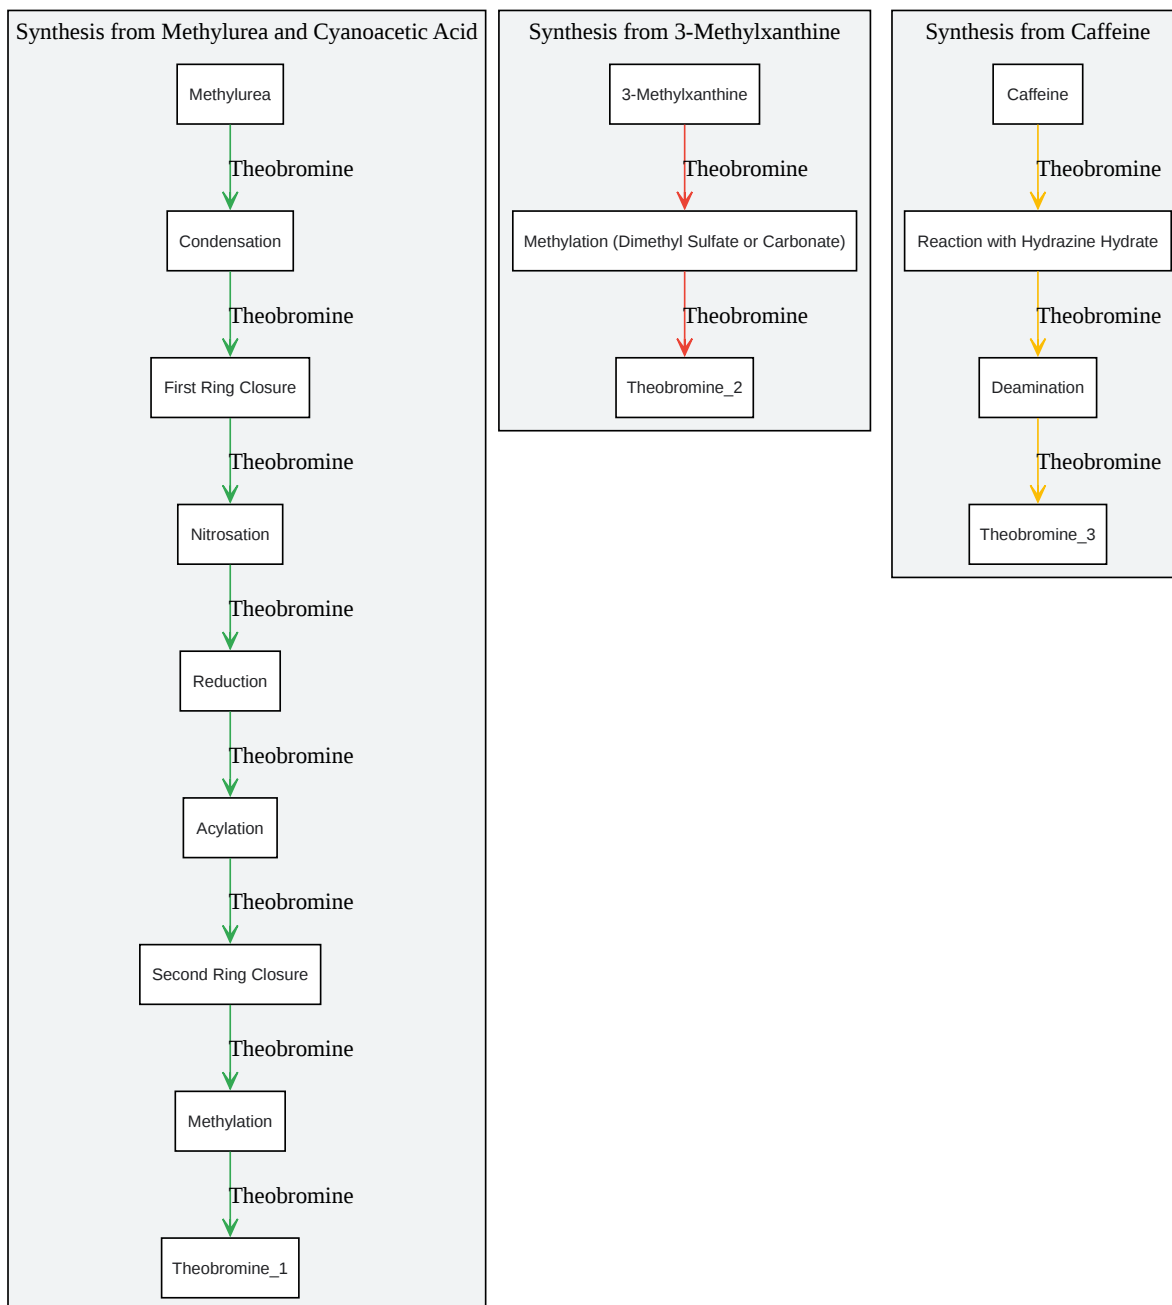 Synthesis from Methylurea and Cyanoacetic Acid
Methylurea
Theobromine
Condensation
Theobromine
First Ring Closure
Theobromine
Nitrosation
Theobromine
Reduction
Theobromine
Acylation
Theobromine
Second Ring Closure
Theobromine
Methylation
Theobromine
Theobromine_1
Synthesis from 3-Methylxanthine
3-Methylxanthine
Theobromine
Methylation (Dimethyl Sulfate or Carbonate)
Theobromine
Theobromine_2
Synthesis from Caffeine
Caffeine
Theobromine
Reaction with Hydrazine Hydrate
Theobromine
Deamination
Theobromine
Theobromine_3